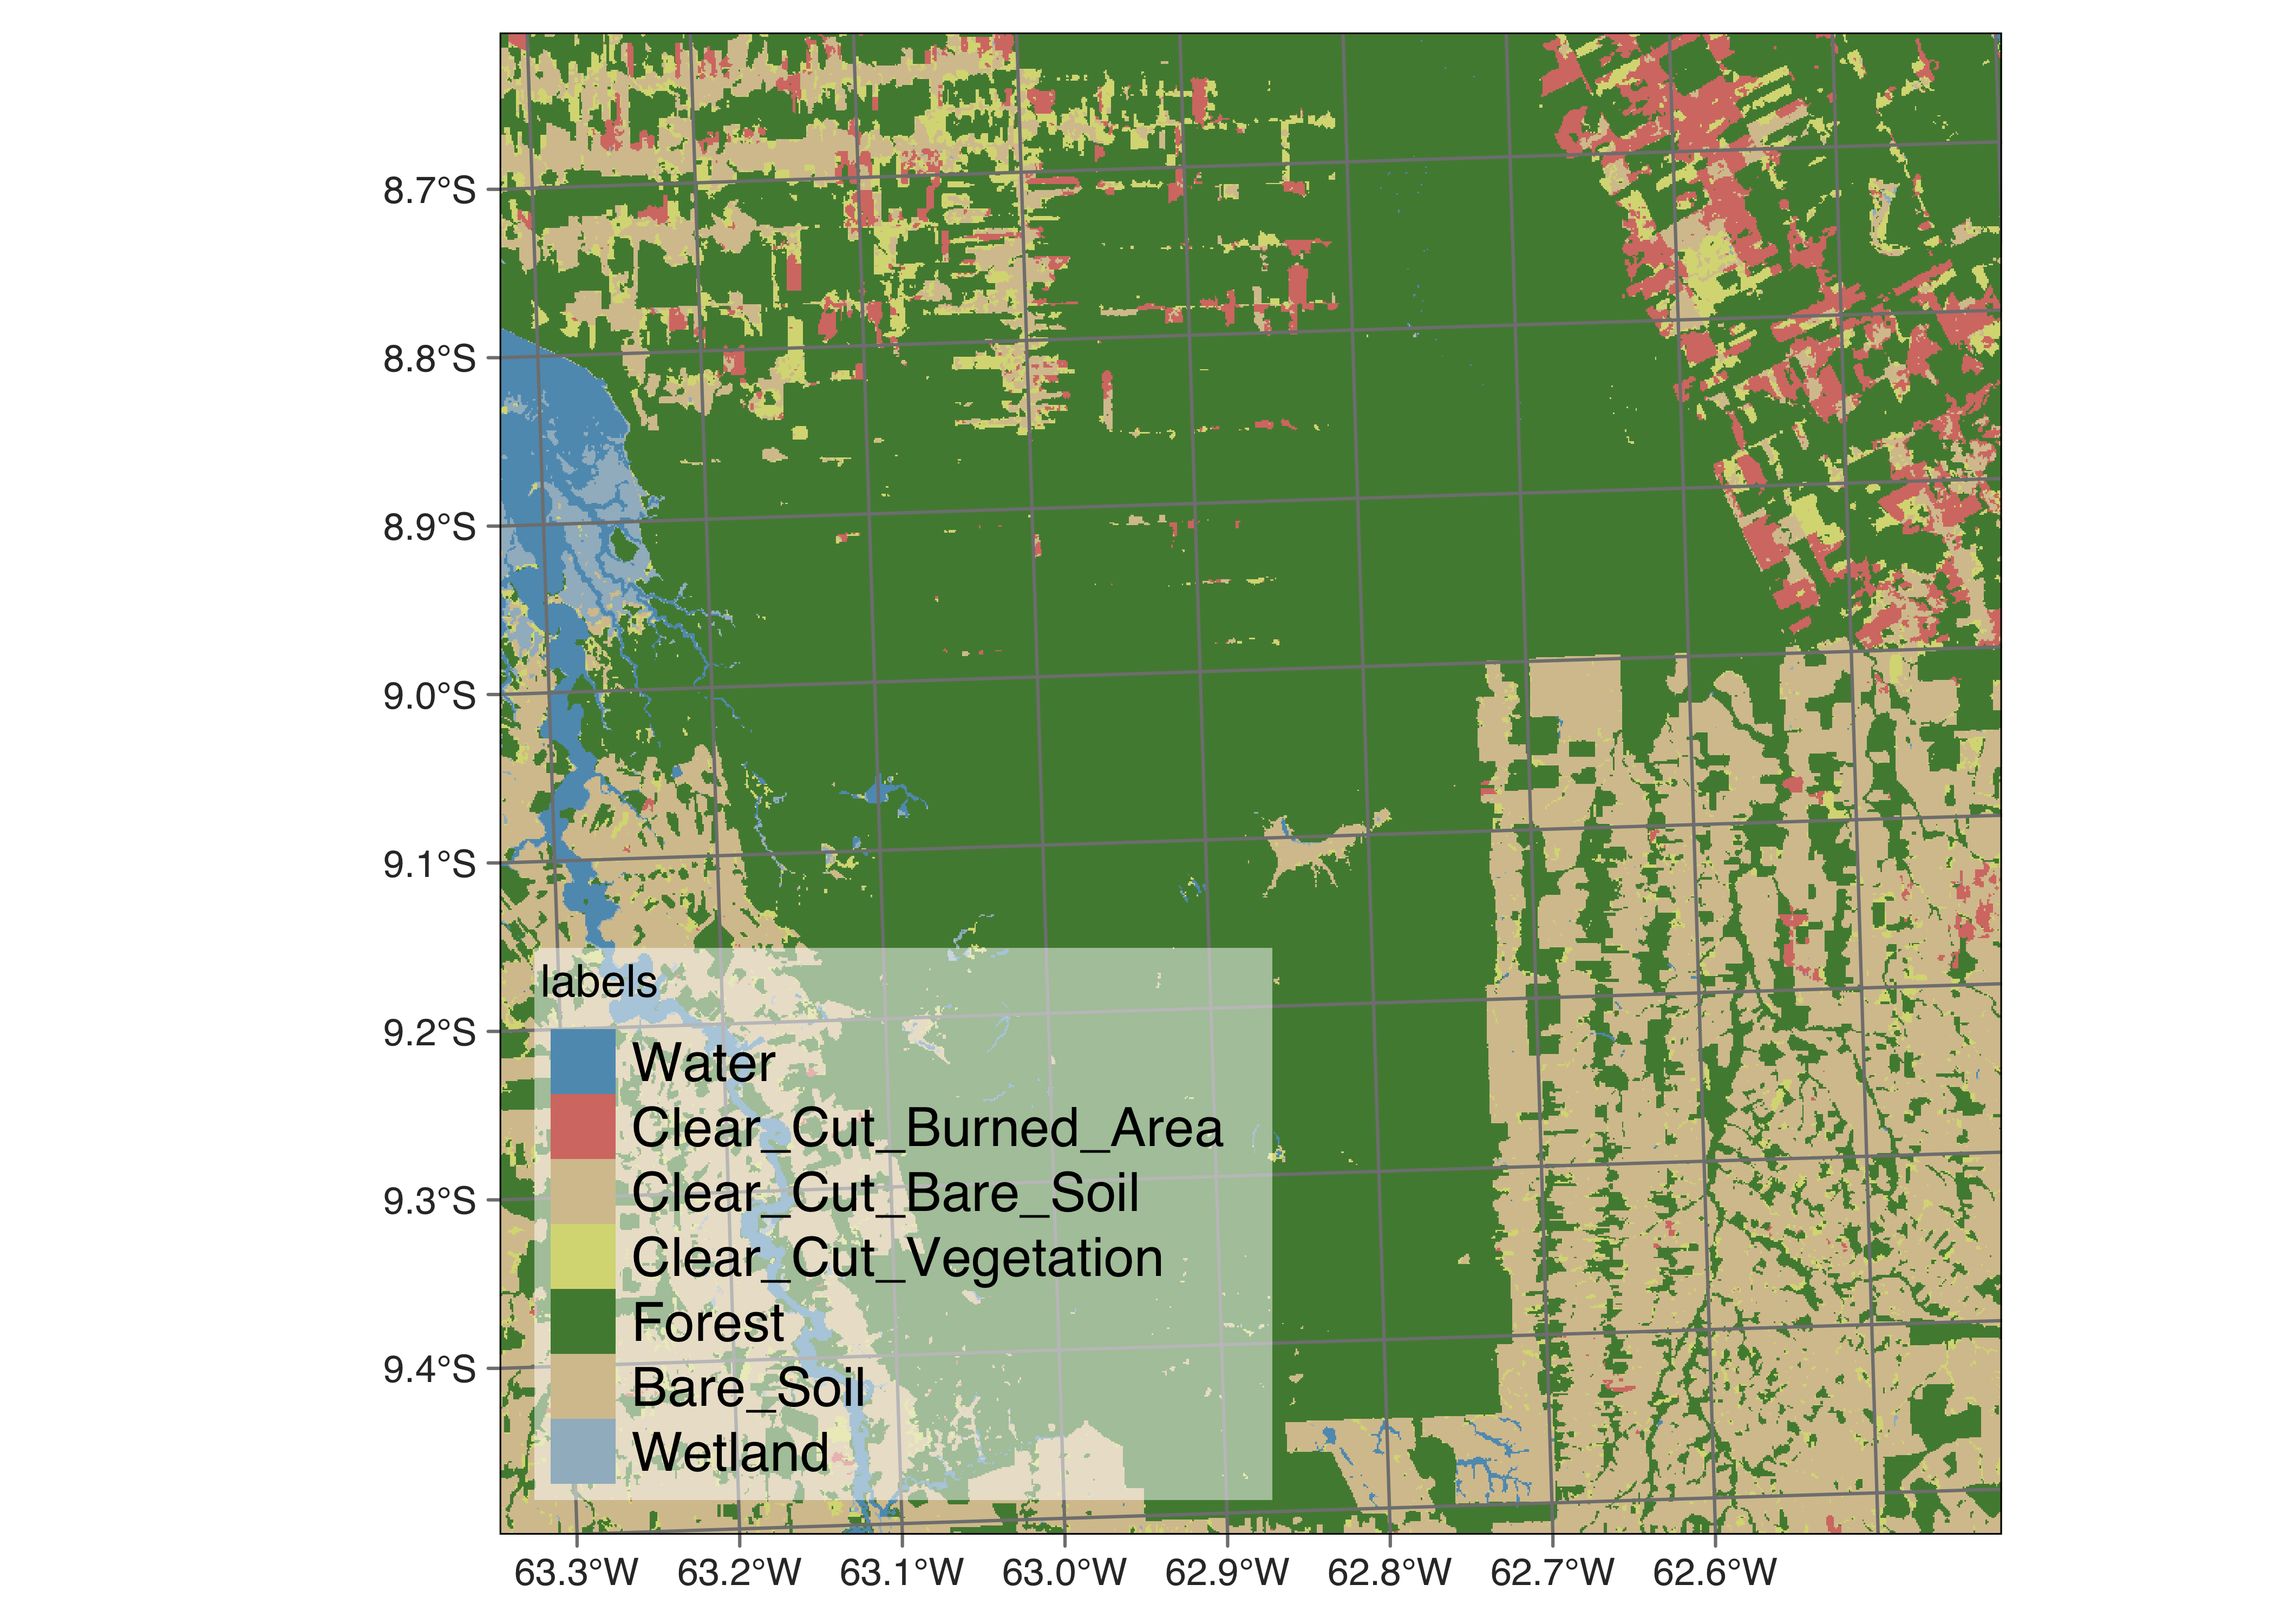 8.7°S
8.8°S
8.9°S
9.0°S
9.1°S
9.2°S
9.3°S
9.4°S
labels
Water
Clear_Cut_Burned_Area
Clear_Cut_Bare_Soil
Clear_Cut_Vegetation
Forest
Bare_Soil
Wetland
63.3°W 63.2°W 63.1°W 63.0°W 62.9°W 62.8°W 62.7°W 62.6°W